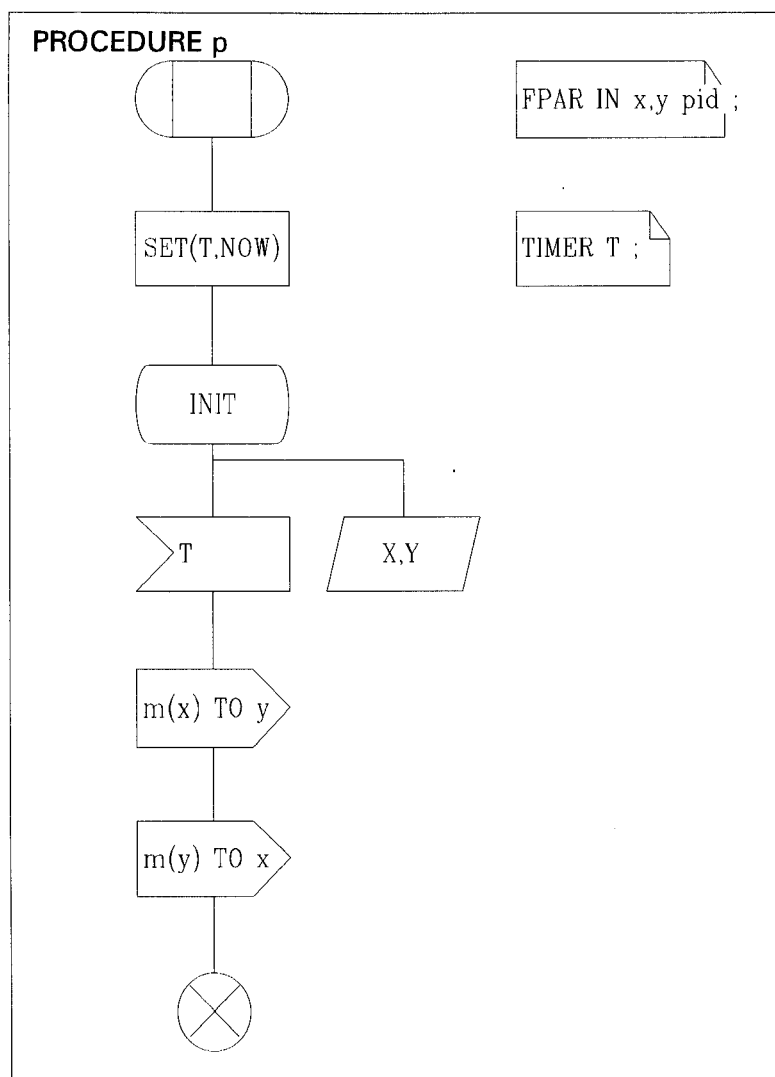 PROCEDURE p
FPAR IN x,y pid ;
SET(T,NOW)
TIMER T ;
INIT
T
X,Y
m(x) TO y
m(y) TO x